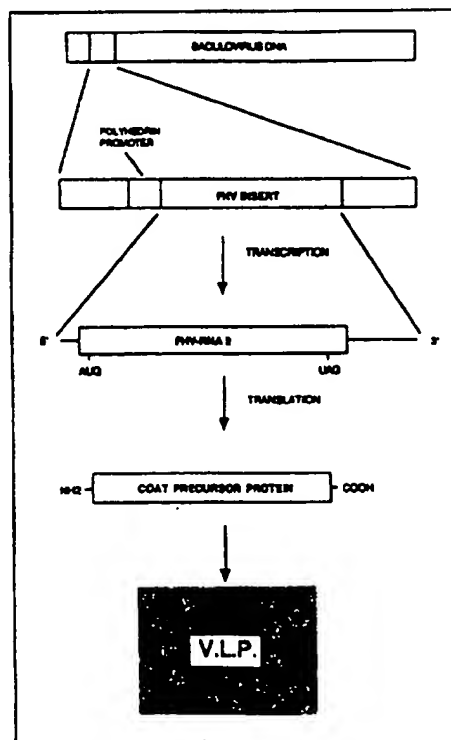 BACULOVIRUS DNA
POLYHEDRIN
PROMOTER
FHV INSERT
TRANSCRIPTION
5' FHV-RNA 2 3'
AUG UAG
TRANSLATION
NH2 COAT PRECURSOR PROTEIN COOH
V.L.P.